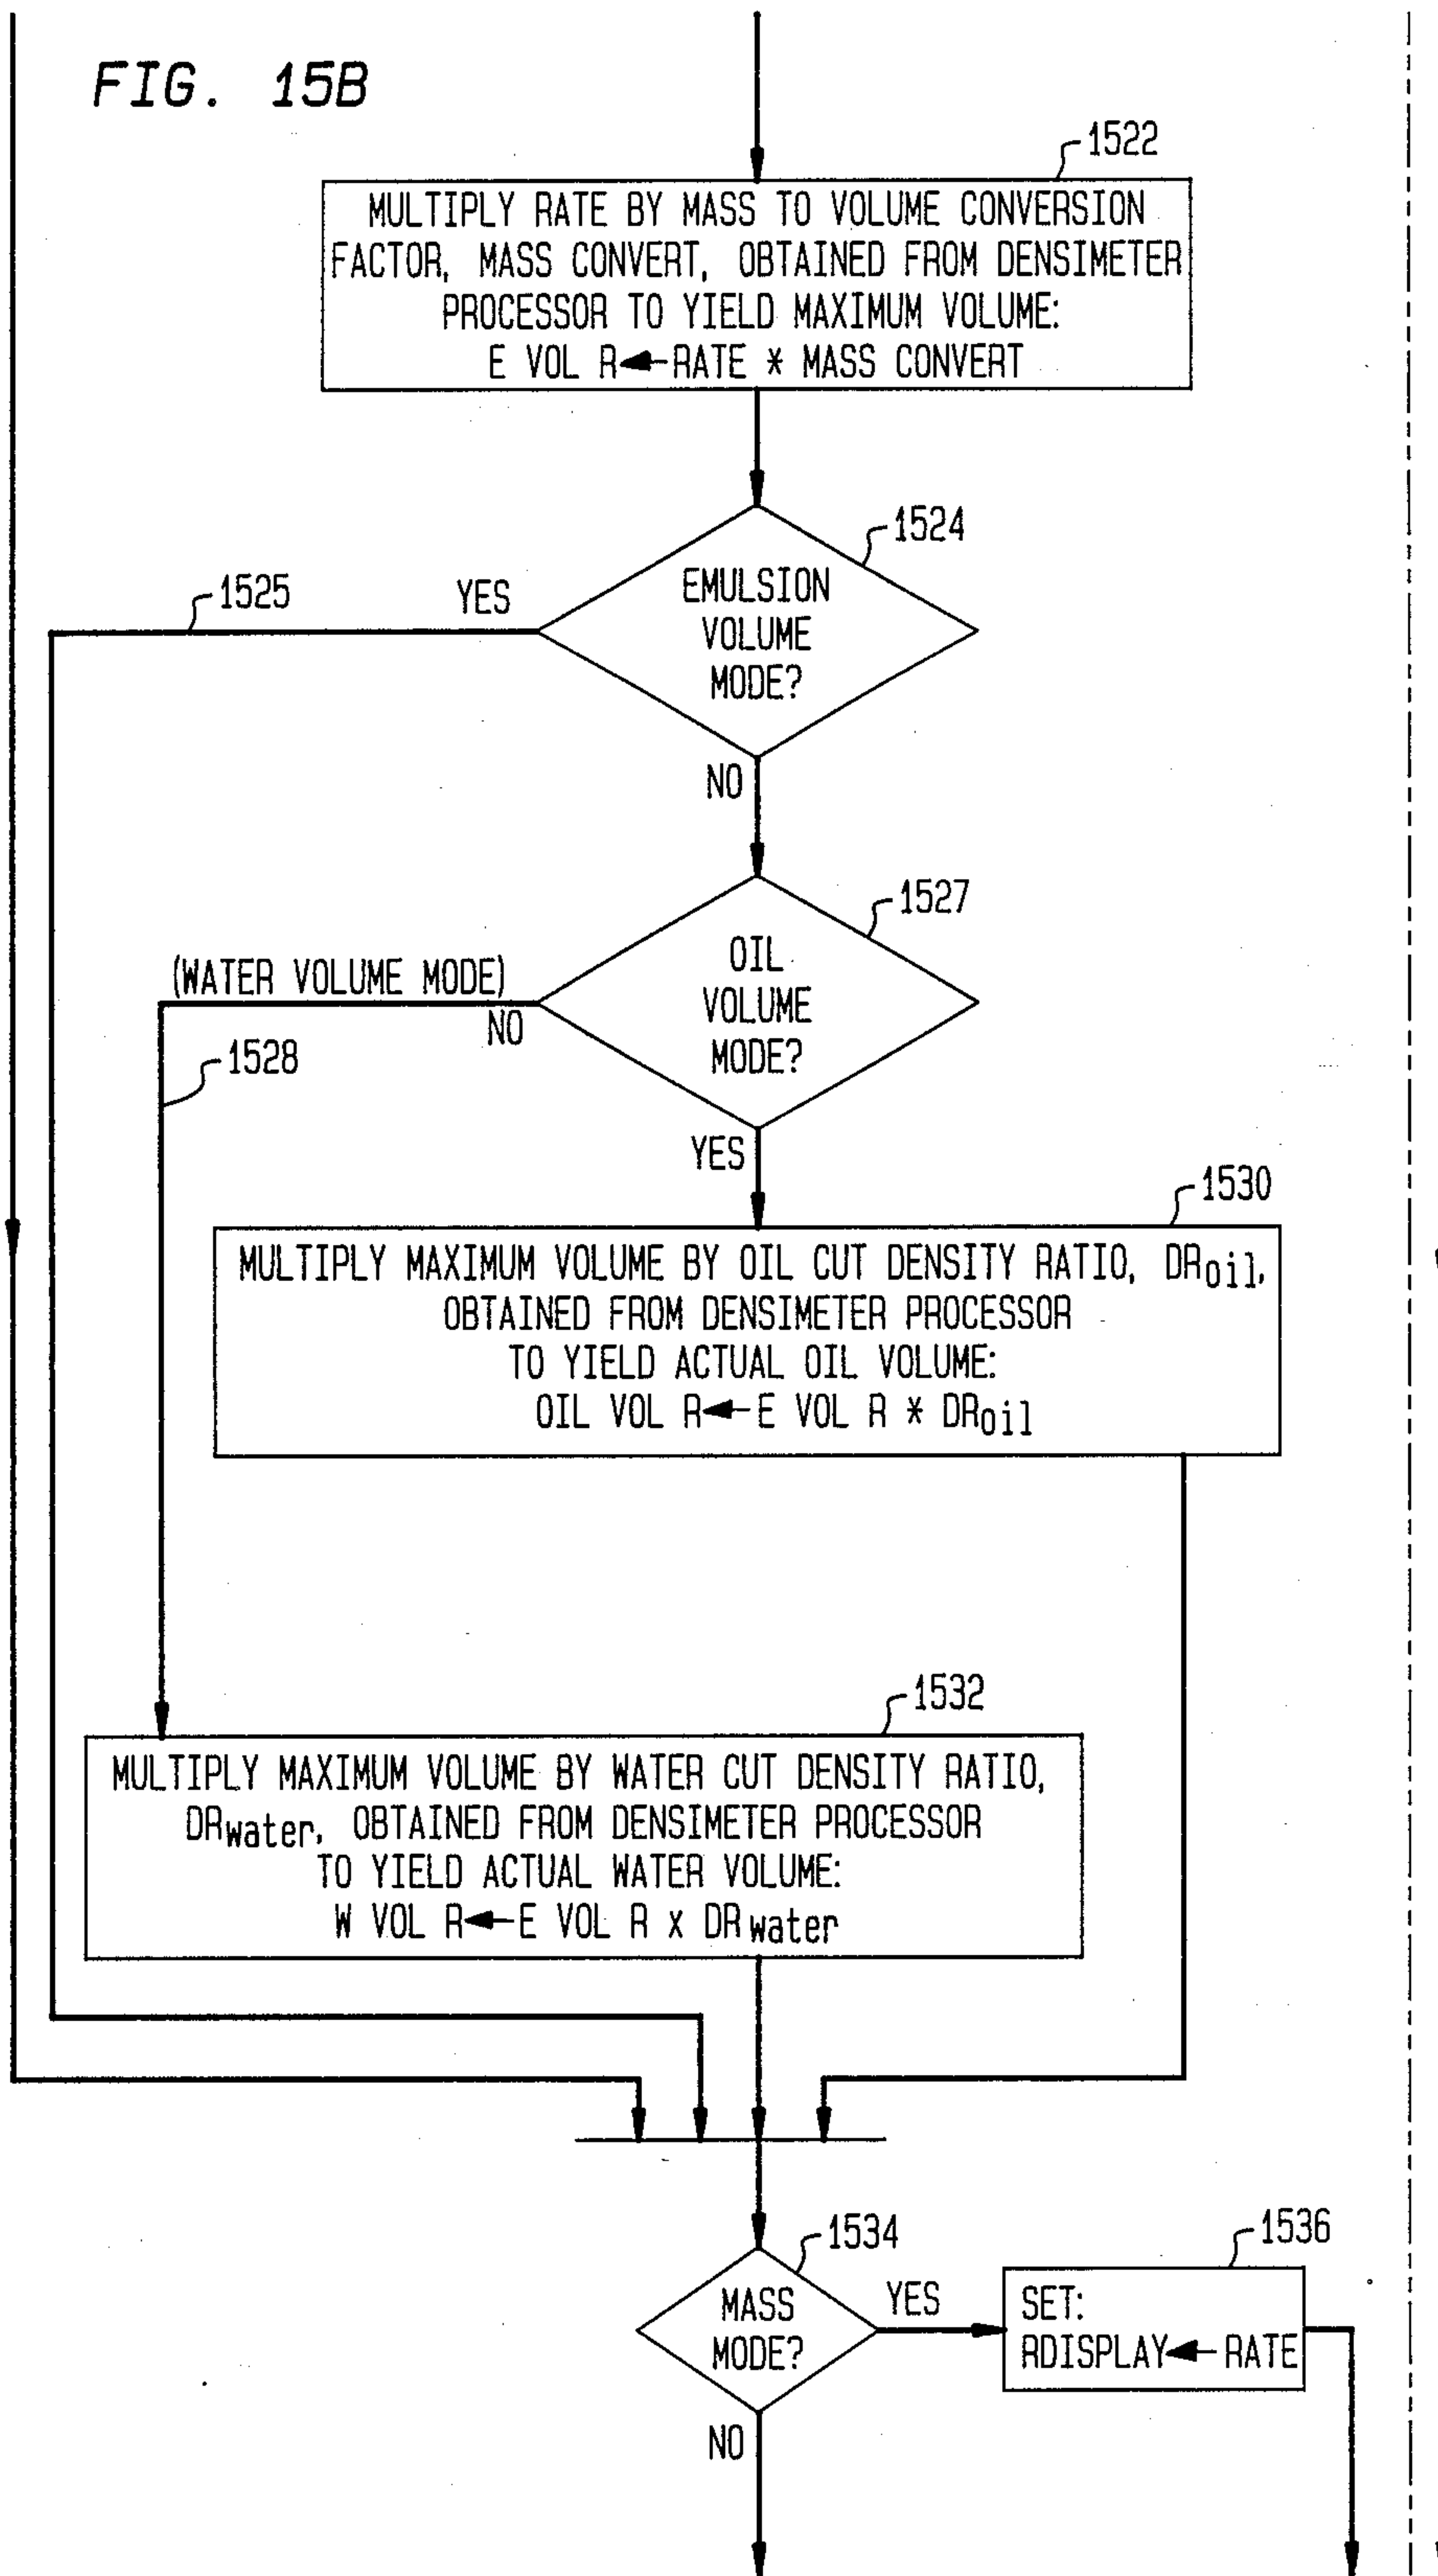 FIG. 15B
1522
MULTIPLY RATE BY MASS TO VOLUME CONVERSION
FACTOR, MASS CONVERT, OBTAINED FROM DENSIMETER
PROCESSOR TO YIELD MAXIMUM VOLUME:
E VOL R←RATE * MASS CONVERT
1524
EMULSION
VOLUME
MODE?
1525
YES
NO
1527
OIL
VOLUME
MODE?
(WATER VOLUME MODE)
NO
1528
YES
1530
MULTIPLY MAXIMUM VOLUME BY OIL CUT DENSITY RATIO, DRoil,
OBTAINED FROM DENSIMETER PROCESSOR
TO YIELD ACTUAL OIL VOLUME:
OIL VOL R←E VOL R * DRoil
1532
MULTIPLY MAXIMUM VOLUME BY WATER CUT DENSITY RATIO,
DRwater, OBTAINED FROM DENSIMETER PROCESSOR
TO YIELD ACTUAL WATER VOLUME:
W VOL R←E VOL R x DRwater
1534
MASS
MODE?
YES
1536
SET:
RDISPLAY←RATE
NO